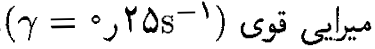 میرایی قوی (γ = ۰٫۲۵s⁻¹)